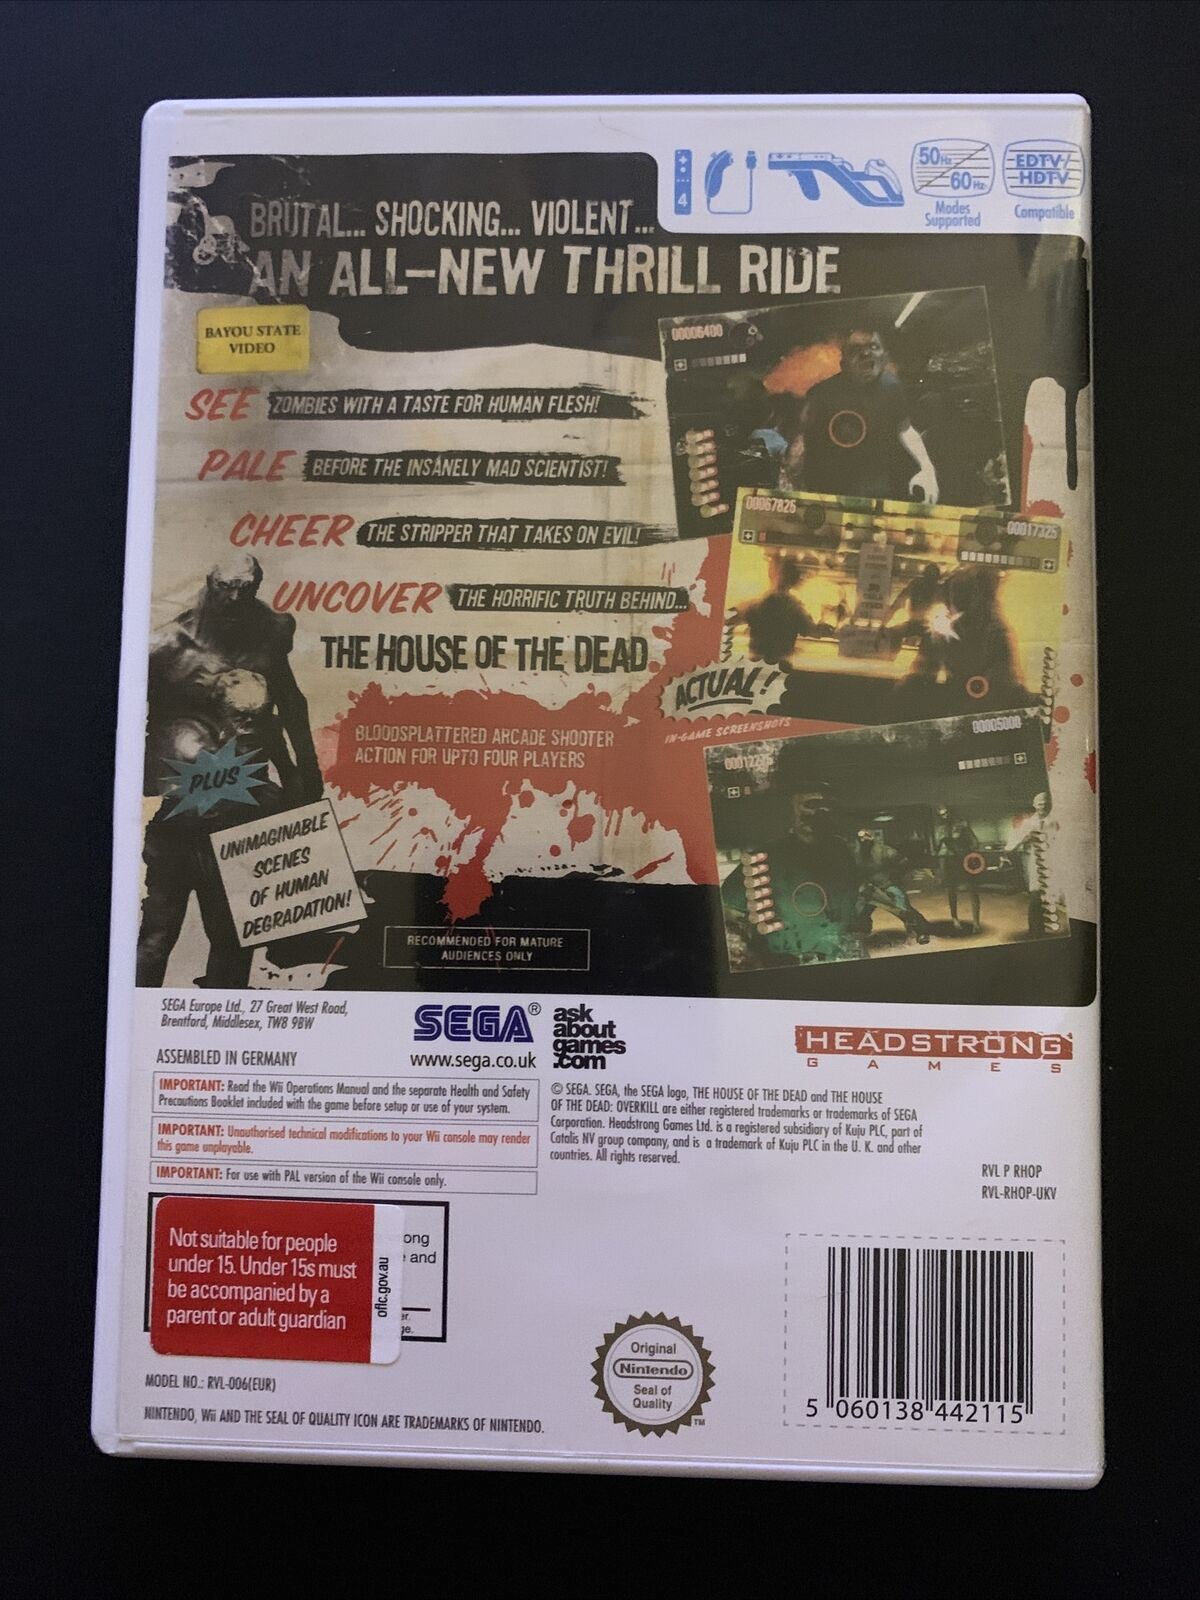 4
50Hz
60Hz
Modes
Supported
EDTV/
HDTV
Compatible
BRUTAL... SHOCKING... VIOLENT...
AN ALL-NEW THRILL RIDE
BAYOU STATE
VIDEO
SEE ZOMBIES WITH A TASTE FOR HUMAN FLESH!
PALE BEFORE THE INSANELY MAD SCIENTIST!
CHEER THE STRIPPER THAT TAKES ON EVIL!
UNCOVER THE HORRIFIC TRUTH BEHIND...
THE HOUSE OF THE DEAD
00006400
00067825
00017325
ACTUAL!
IN-GAME SCREENSHOTS
00005000
BLOODSPLATTERED ARCADE SHOOTER
ACTION FOR UPTO FOUR PLAYERS
PLUS
UNIMAGINABLE
SCENES
OF HUMAN
DEGRADATION!
RECOMMENDED FOR MATURE
AUDIENCES ONLY
SEGA Europe Ltd., 27 Great West Road,
Brentford, Middlesex, TW8 9BW
ASSEMBLED IN GERMANY
SEGA®
www.sega.co.uk
ask
about
games
.com
HEADSTRONG
GAMES
IMPORTANT: Read the Wii Operations Manual and the separate Health and Safety
Precautions Booklet included with the game before setup or use of your system.
IMPORTANT: Unauthorised technical modifications to your Wii console may render
this game unplayable.
IMPORTANT: For use with PAL version of the Wii console only.
© SEGA. SEGA, the SEGA logo, THE HOUSE OF THE DEAD and THE HOUSE
OF THE DEAD: OVERKILL are either registered trademarks or trademarks of SEGA
Corporation. Headstrong Games Ltd. is a registered subsidiary of Kuju PLC, part of
Catalis NV group company, and is a trademark of Kuju PLC in the U. K. and other
countries. All rights reserved.
RVL P RHOP
RVL-RHOP-UKV
Not suitable for people
under 15. Under 15s must
be accompanied by a
parent or adult guardian
oflc.gov.au
ong
and
er.
ge.
Original
Nintendo
Seal of
Quality
TM
MODEL NO.: RVL-006(EUR)
NINTENDO, Wii AND THE SEAL OF QUALITY ICON ARE TRADEMARKS OF NINTENDO.
5 060138 442115